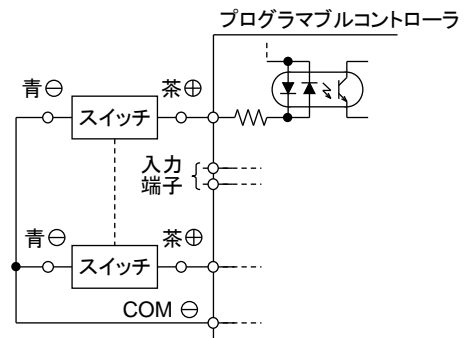 プログラマブルコントローラ
青⊖ 茶⊕
スイッチ
入力
端子
青⊖ 茶⊕
スイッチ
COM ⊖